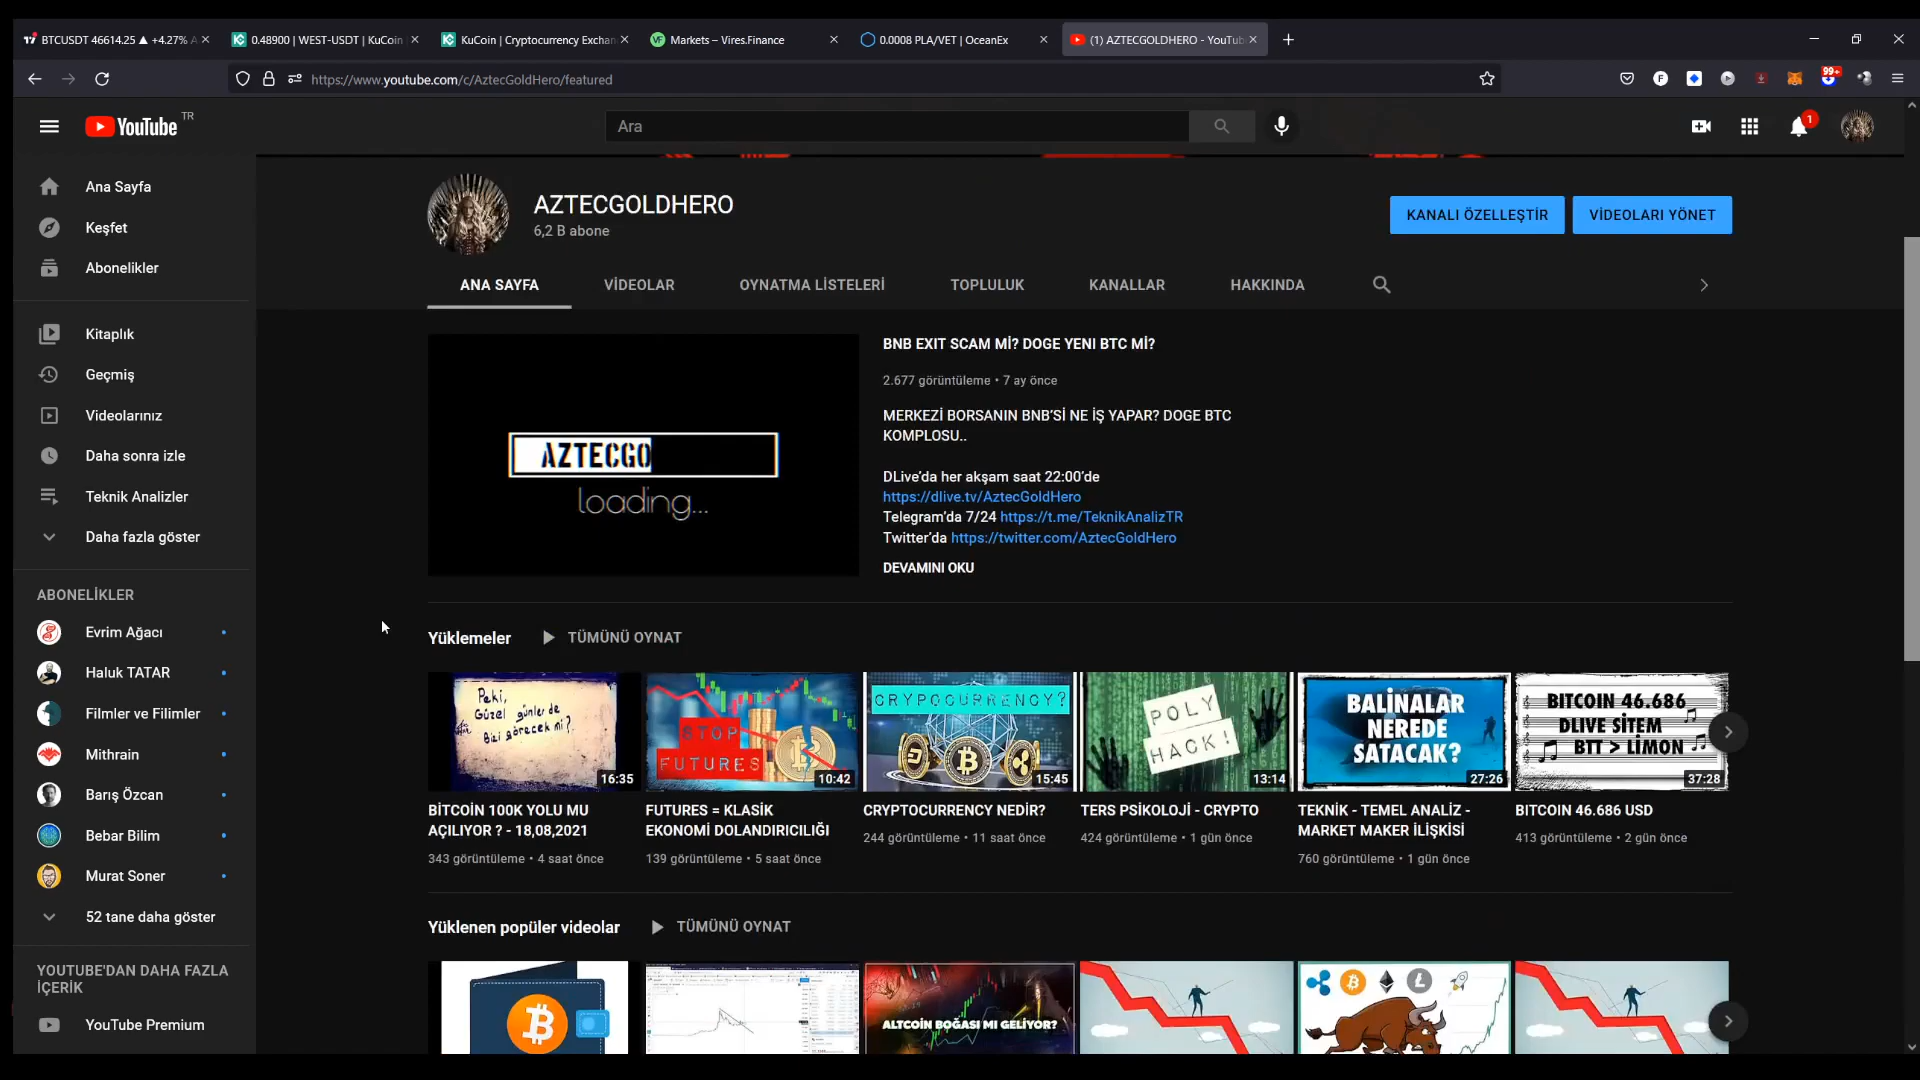 BTCUSDT 46614.25 ▲ +4.27%
0.48900 | WEST-USDT | KuCoin
KuCoin | Cryptocurrency Exchan
Markets – Vires.Finance
0.0008 PLA/VET | OceanEx
(1) AZTECGOLDHERO - YouTub
https://www.youtube.com/c/AztecGoldHero/featured
99+
YouTube TR
Ara
1
Ana Sayfa
Keşfet
Abonelikler
Kitaplık
Geçmiş
Videolarınız
Daha sonra izle
Teknik Analizler
Daha fazla göster
ABONELİKLER
Evrim Ağacı
Haluk TATAR
Filmler ve Filimler
Mithrain
Barış Özcan
Bebar Bilim
Murat Soner
52 tane daha göster
YOUTUBE'DAN DAHA FAZLA
İÇERİK
YouTube Premium
AZTECGOLDHERO
6,2 B abone
KANALI ÖZELLEŞTİR
VİDEOLARI YÖNET
ANA SAYFA
VİDEOLAR
OYNATMA LİSTELERİ
TOPLULUK
KANALLAR
HAKKINDA
AZTECGO
loading...
BNB EXIT SCAM Mİ? DOGE YENI BTC Mİ?
2.677 görüntüleme • 7 ay önce
MERKEZİ BORSANIN BNB'Sİ NE İŞ YAPAR? DOGE BTC
KOMPLOSU..
DLive'da her akşam saat 22:00'de
https://dlive.tv/AztecGoldHero
Telegram'da 7/24 https://t.me/TeknikAnalizTR
Twitter'da https://twitter.com/AztecGoldHero
DEVAMINI OKU
Yüklemeler
TÜMÜNÜ OYNAT
Peki,
Güzel günler de
Bizi görecek mi?
16:35
BİTCOİN 100K YOLU MU
AÇILIYOR ? - 18,08,2021
343 görüntüleme • 4 saat önce
STOP
FUTURES
10:42
FUTURES = KLASİK
EKONOMİ DOLANDIRICILIĞI
139 görüntüleme • 5 saat önce
CRYPOCURRENCY?
15:45
CRYPTOCURRENCY NEDİR?
244 görüntüleme • 11 saat önce
POLY
HACK!
13:14
TERS PSİKOLOJİ - CRYPTO
424 görüntüleme • 1 gün önce
BALİNALAR
NEREDE
SATACAK?
27:26
TEKNİK - TEMEL ANALİZ -
MARKET MAKER İLİŞKİSİ
760 görüntüleme • 1 gün önce
BITCOIN 46.686
DLIVE SİTEM
BTT > LİMON
37:28
BITCOIN 46.686 USD
413 görüntüleme • 2 gün önce
Yüklenen popüler videolar
TÜMÜNÜ OYNAT
ALTCOİN BOĞASI MI GELİYOR?